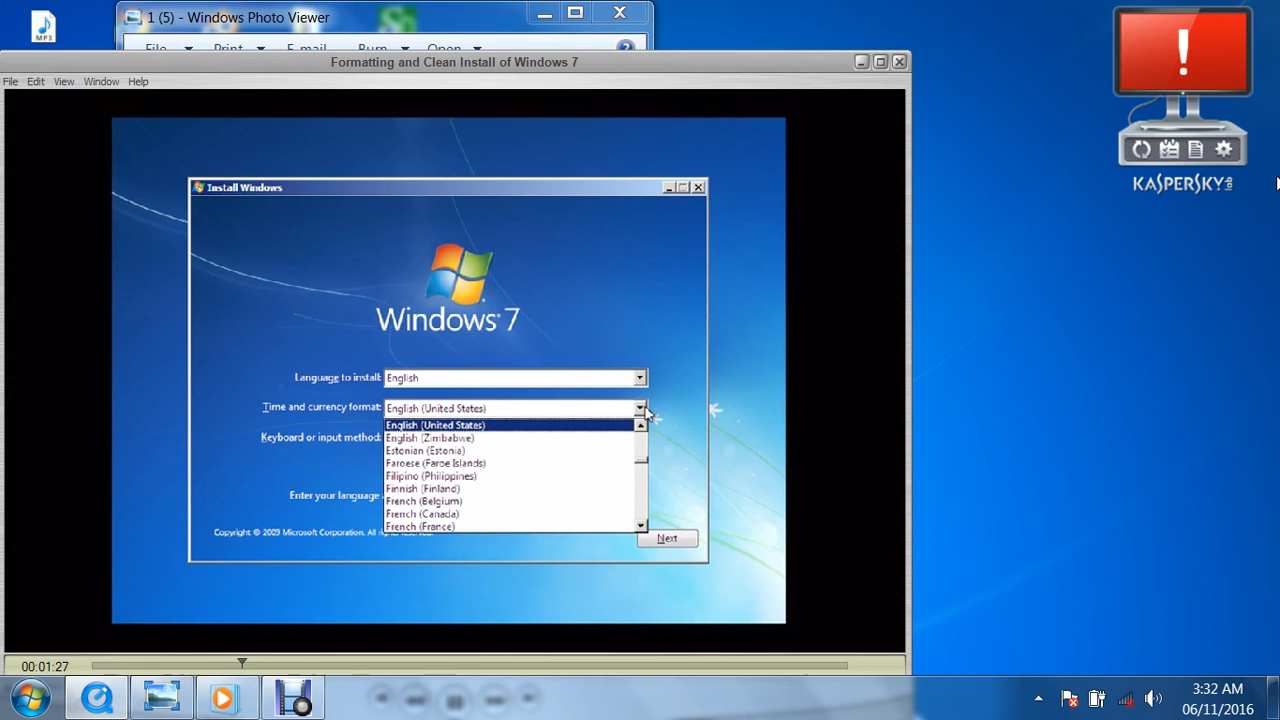 MP3
1 (5) - Windows Photo Viewer
File Print E-mail Burn Open
Formatting and Clean Install of Windows 7
File Edit View Window Help
Install Windows
Windows 7
Language to install: English
Time and currency format: English (United States)
English (United States)
English (Zimbabwe)
Estonian (Estonia)
Faroese (Faroe Islands)
Filipino (Philippines)
Finnish (Finland)
French (Belgium)
French (Canada)
French (France)
Keyboard or input method:
Enter your language
Copyright © 2009 Microsoft Corporation. All rights reserved.
Next
KASPERSKY
00:01:27
3:32 AM
06/11/2016